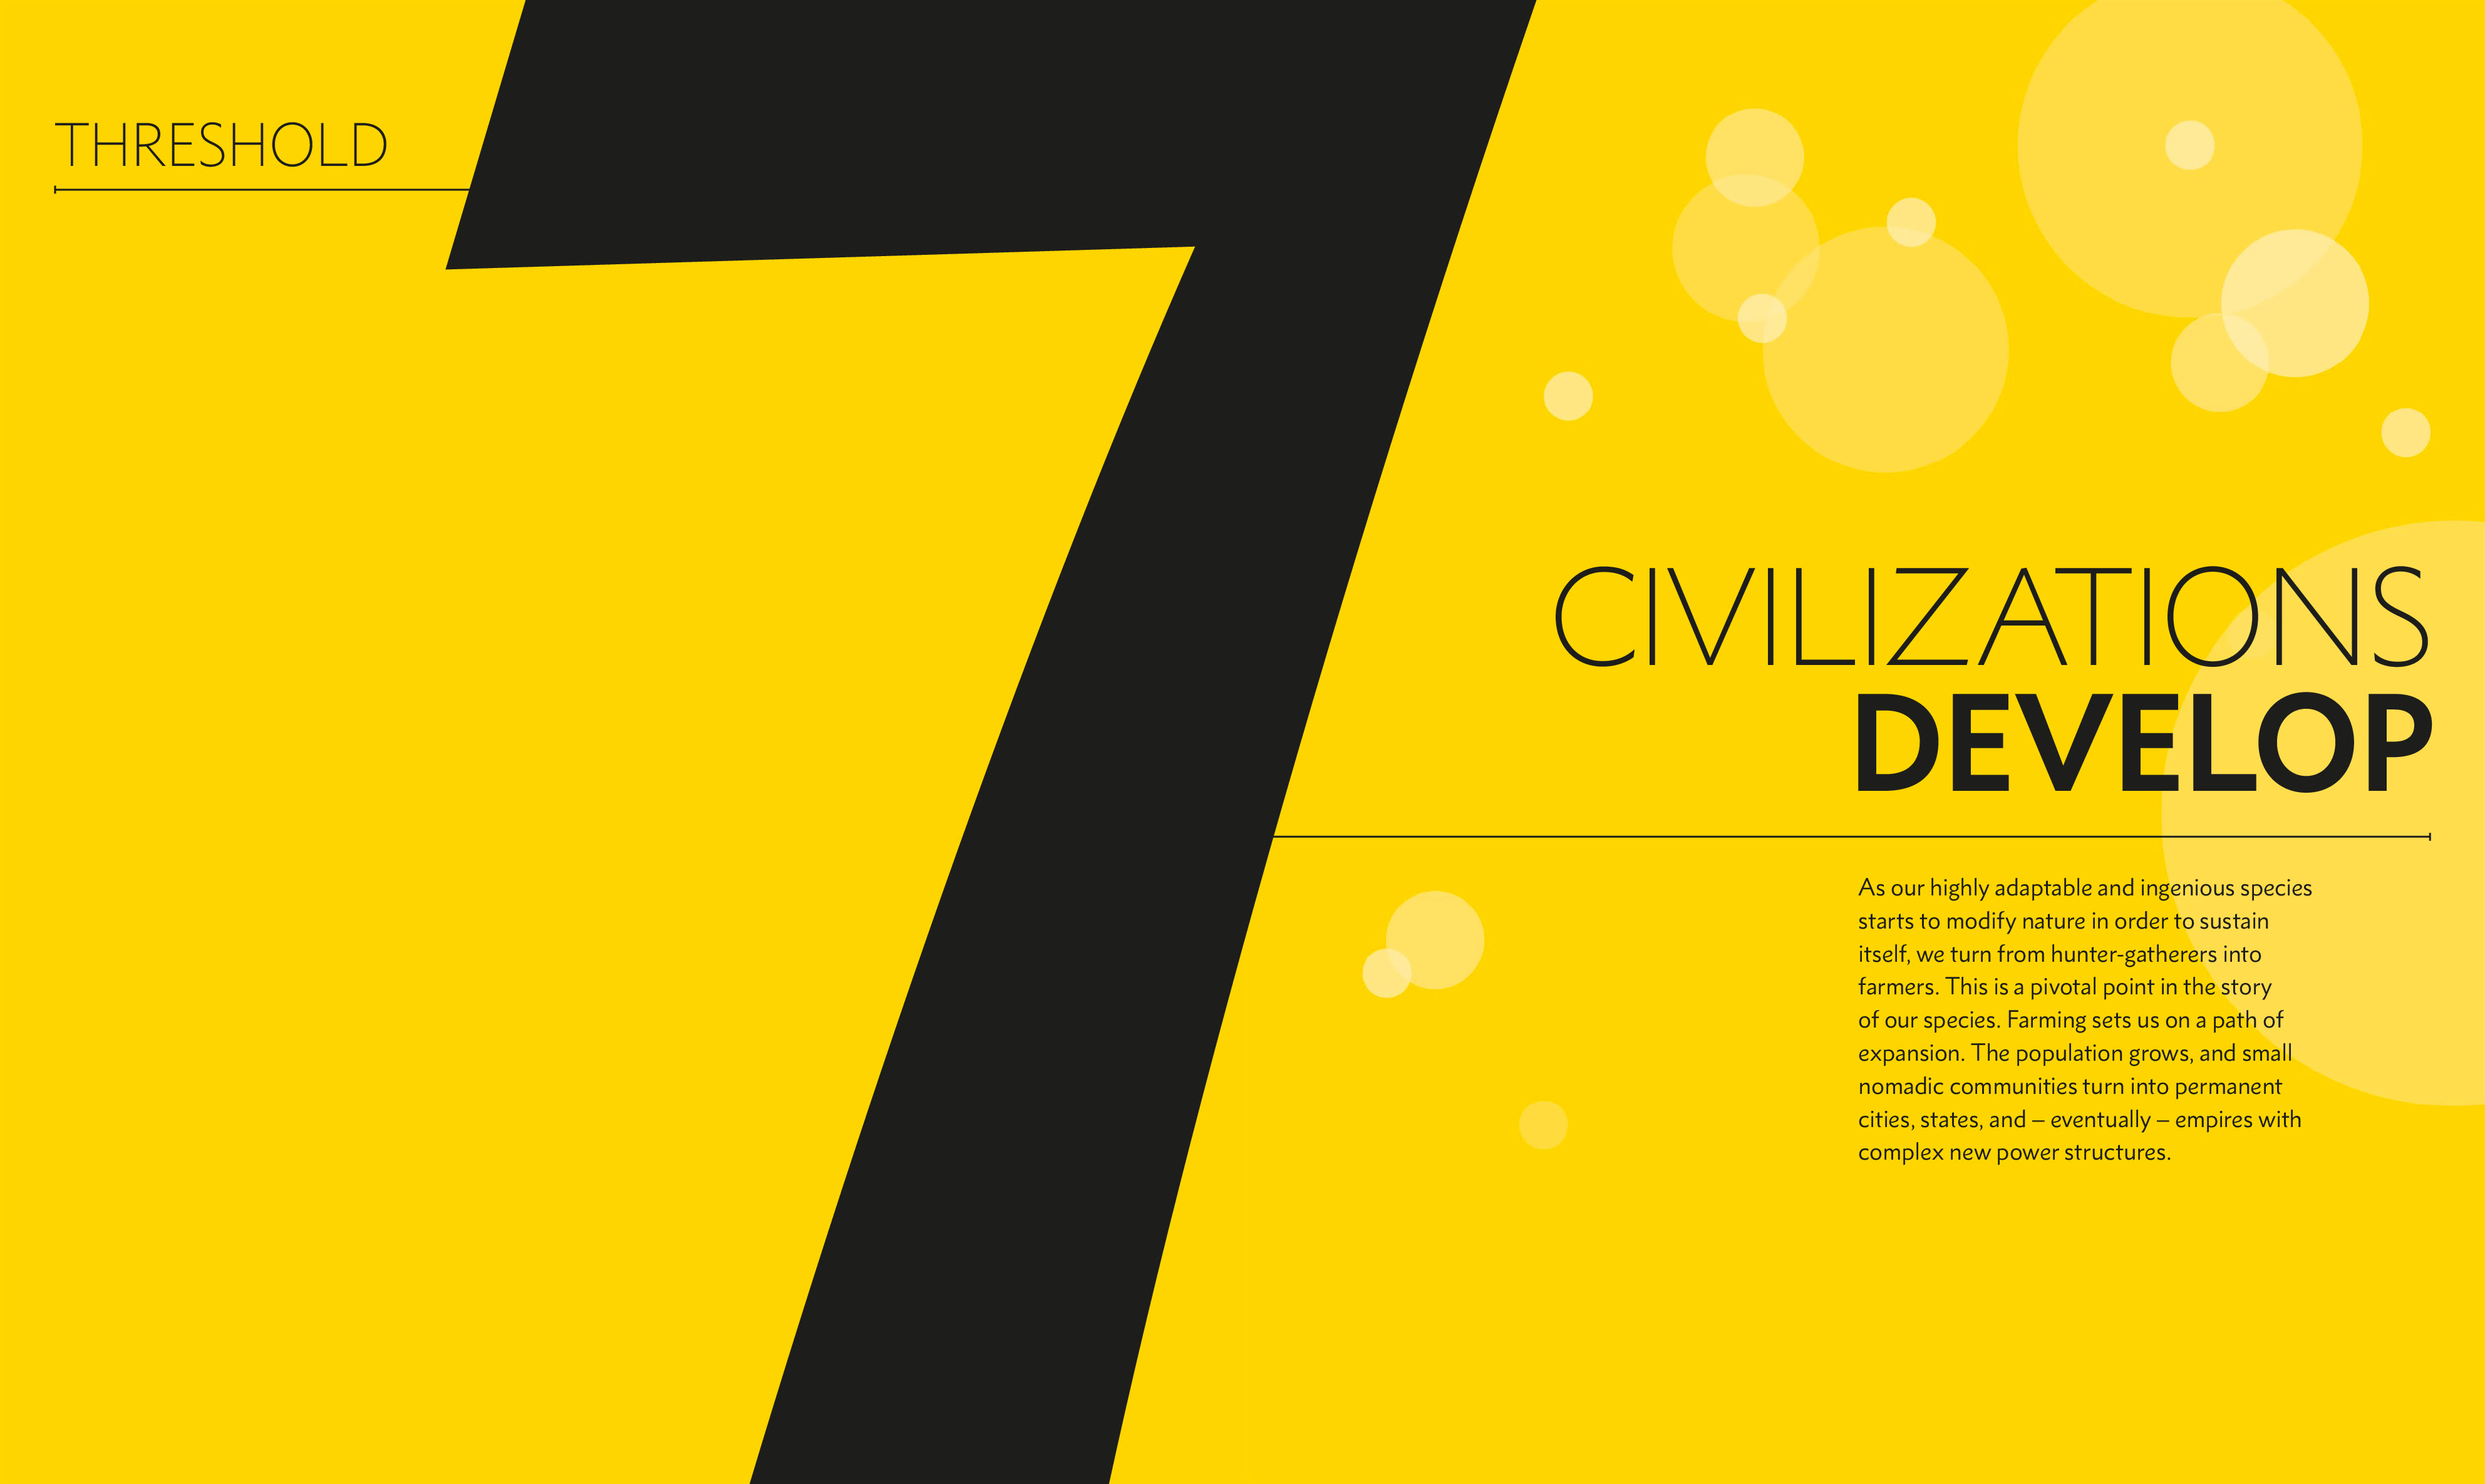 THRESHOLD
7
CIVILIZATIONS
DEVELOP
As our highly adaptable and ingenious species
starts to modify nature in order to sustain
itself, we turn from hunter-gatherers into
farmers. This is a pivotal point in the story
of our species. Farming sets us on a path of
expansion. The population grows, and small
nomadic communities turn into permanent
cities, states, and – eventually – empires with
complex new power structures.